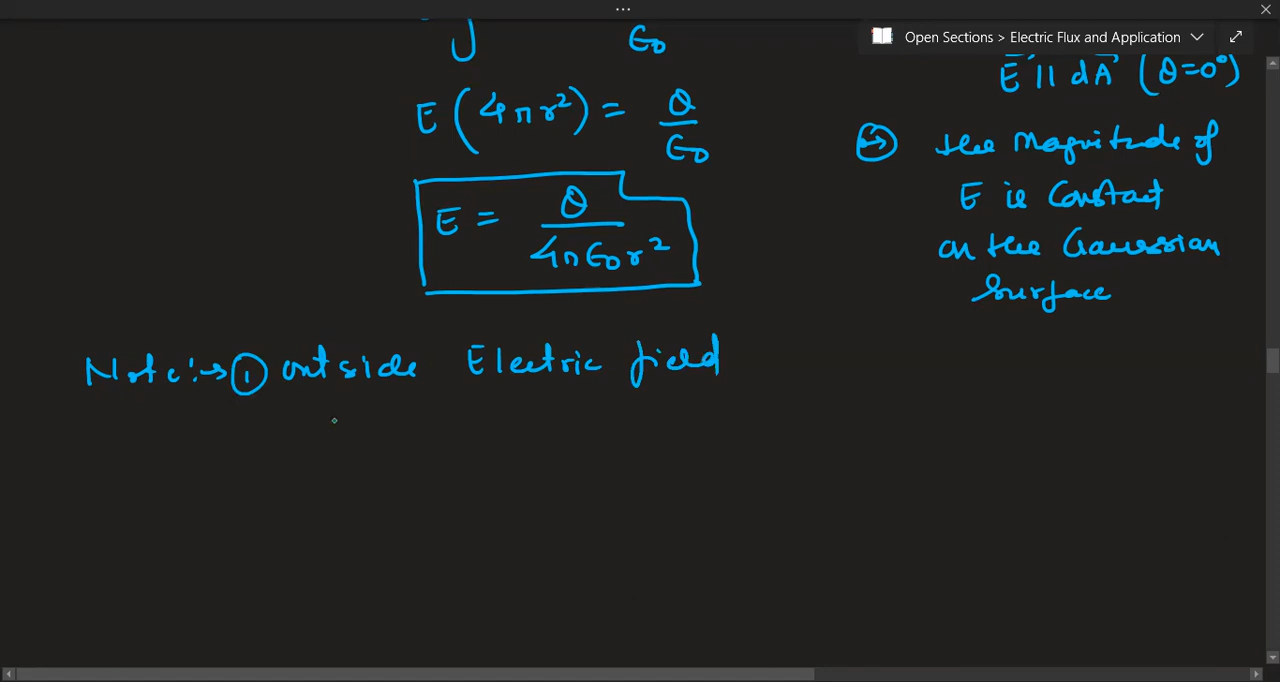 Open Sections > Electric Flux and Application
∫ ε₀
E (4πr²) = Q/ε₀
E = Q/4πε₀r²
E⃗ || dA⃗ (θ=0°)
the Magnitude of
E is Constant
on the Gaussian
Surface
Note:→ ① outside Electric field